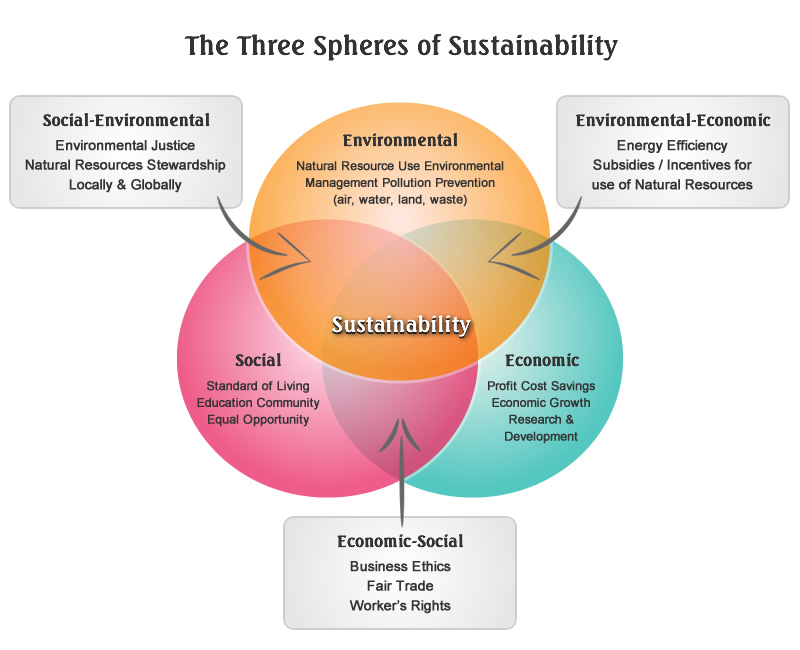 The Three Spheres of Sustainability
Social-Environmental
Environmental Justice
Natural Resources Stewardship
Locally & Globally
Environmental-Economic
Energy Efficiency
Subsidies / Incentives for
use of Natural Resources
Environmental
Natural Resource Use Environmental
Management Pollution Prevention
(air, water, land, waste)
Sustainability
Social
Standard of Living
Education Community
Equal Opportunity
Economic
Profit Cost Savings
Economic Growth
Research &
Development
Economic-Social
Business Ethics
Fair Trade
Worker's Rights